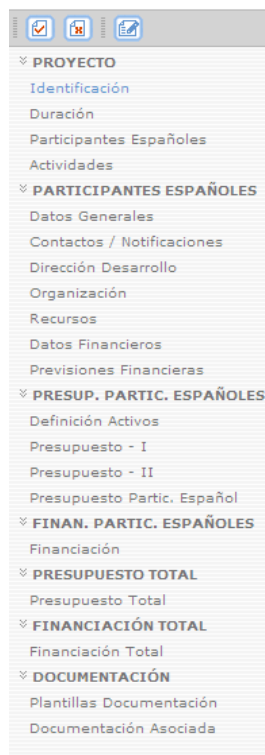 PROYECTO
Identificación
Duración
Participantes Españoles
Actividades
PARTICIPANTES ESPAÑOLES
Datos Generales
Contactos / Notificaciones
Dirección Desarrollo
Organización
Recursos
Datos Financieros
Previsiones Financieras
PRESUP. PARTIC. ESPAÑOLES
Definición Activos
Presupuesto - I
Presupuesto - II
Presupuesto Partic. Español
FINAN. PARTIC. ESPAÑOLES
Financiación
PRESUPUESTO TOTAL
Presupuesto Total
FINANCIACIÓN TOTAL
Financiación Total
DOCUMENTACIÓN
Plantillas Documentación
Documentación Asociada